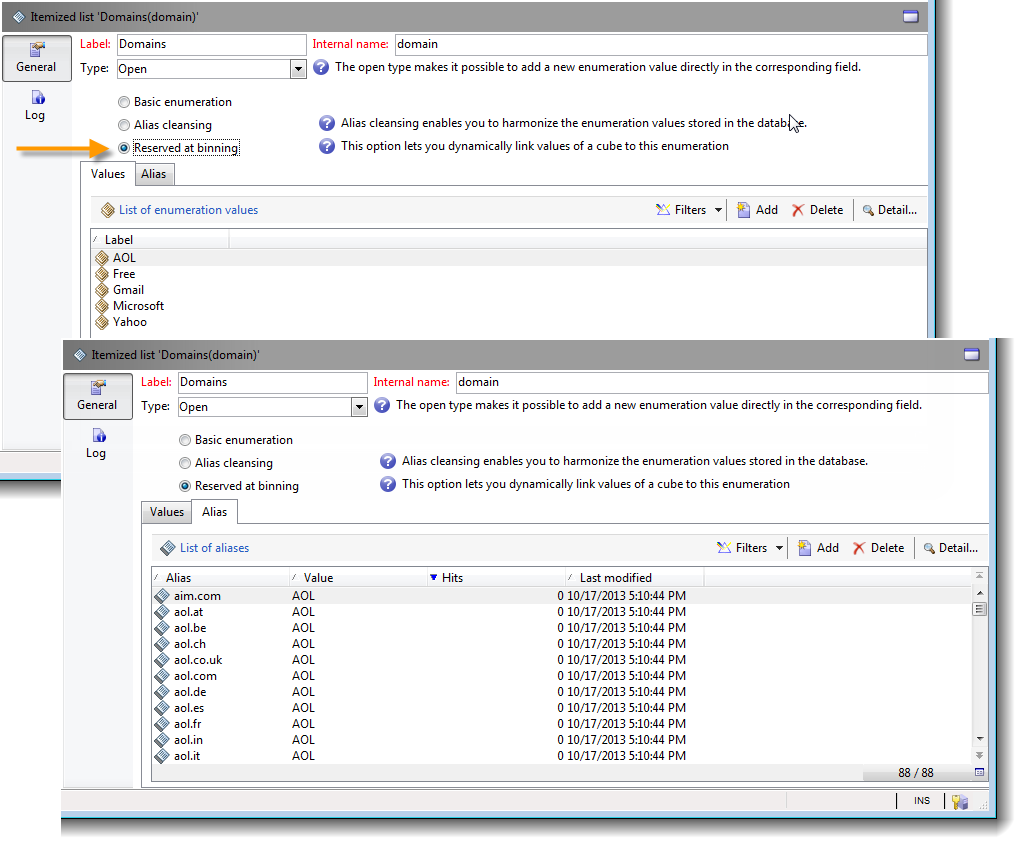 Itemized list 'Domains(domain)'
General
Log
Label: Domains Internal name: domain
Type: Open The open type makes it possible to add a new enumeration value directly in the corresponding field.
Basic enumeration
Alias cleansing Alias cleansing enables you to harmonize the enumeration values stored in the database.
Reserved at binning This option lets you dynamically link values of a cube to this enumeration
Values Alias
List of enumeration values Filters Add Delete Detail...
Label
AOL
Free
Gmail
Microsoft
Yahoo
Itemized list 'Domains(domain)'
General
Log
Label: Domains Internal name: domain
Type: Open The open type makes it possible to add a new enumeration value directly in the corresponding field.
Basic enumeration
Alias cleansing Alias cleansing enables you to harmonize the enumeration values stored in the database.
Reserved at binning This option lets you dynamically link values of a cube to this enumeration
Values Alias
List of aliases Filters Add Delete Detail...
Alias Value Hits Last modified
aim.com AOL 0 10/17/2013 5:10:44 PM
aol.at AOL 0 10/17/2013 5:10:44 PM
aol.be AOL 0 10/17/2013 5:10:44 PM
aol.ch AOL 0 10/17/2013 5:10:44 PM
aol.co.uk AOL 0 10/17/2013 5:10:44 PM
aol.com AOL 0 10/17/2013 5:10:44 PM
aol.de AOL 0 10/17/2013 5:10:44 PM
aol.es AOL 0 10/17/2013 5:10:44 PM
aol.fr AOL 0 10/17/2013 5:10:44 PM
aol.in AOL 0 10/17/2013 5:10:44 PM
aol.it AOL 0 10/17/2013 5:10:44 PM
88 / 88
INS